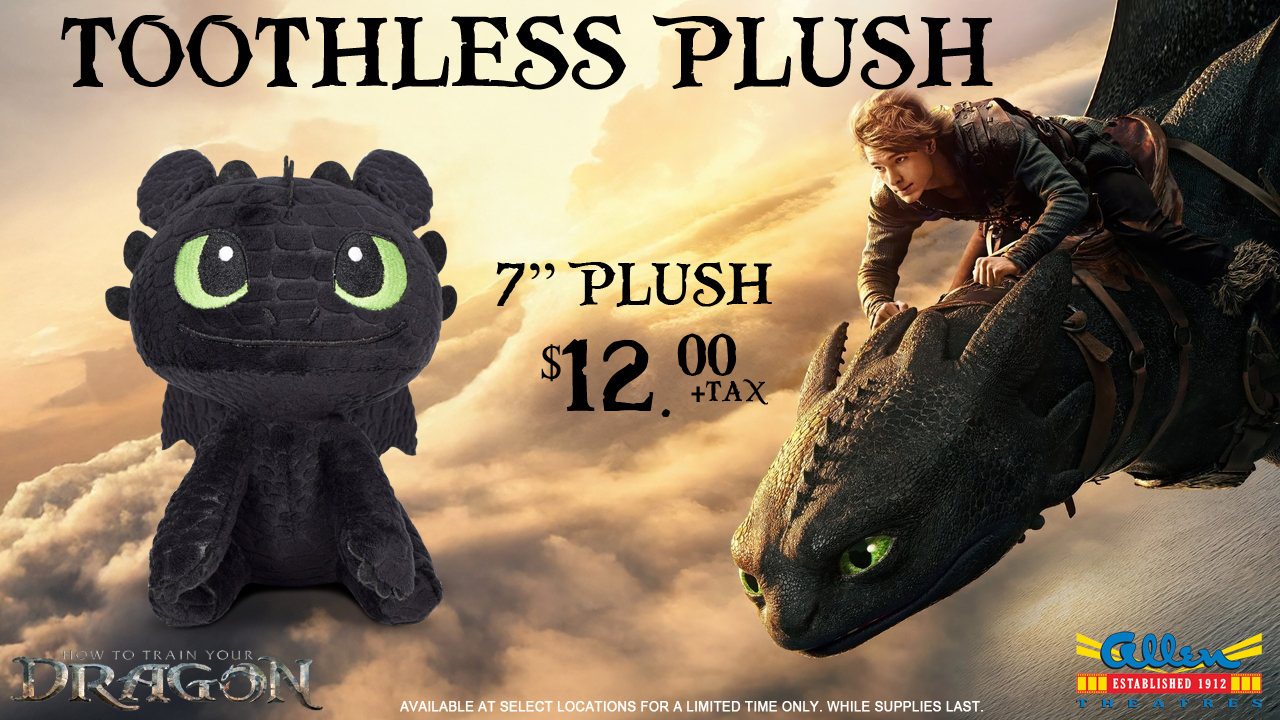 TOOTHLESS PLUSH
7” PLUSH
$12.00
+TAX
HOW TO TRAIN YOUR
DRAGON
Allen
ESTABLISHED 1912
THEATRES
AVAILABLE AT SELECT LOCATIONS FOR A LIMITED TIME ONLY. WHILE SUPPLIES LAST.